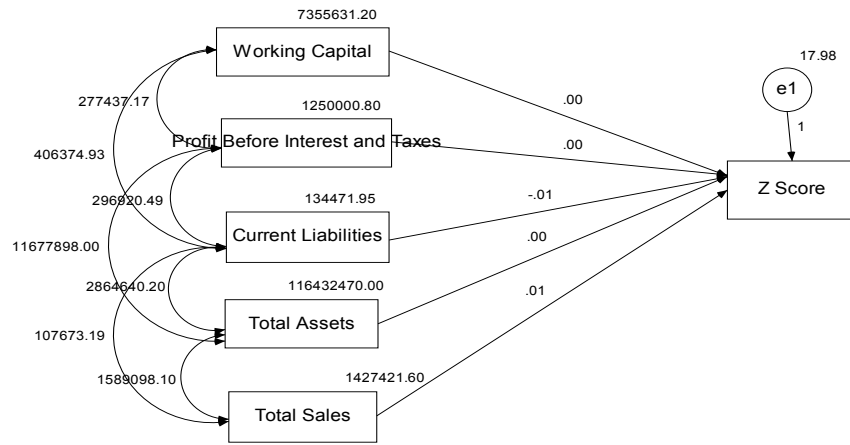 7355631.20
Working Capital
17.98
e1
277437.17
1250000.80
.00
1
Profit Before Interest and Taxes
.00
406374.93
296920.49
134471.95
-.01
Z Score
Current Liabilities
11677898.00
.00
2864640.20
116432470.00
.01
Total Assets
107673.19
1589098.10
1427421.60
Total Sales